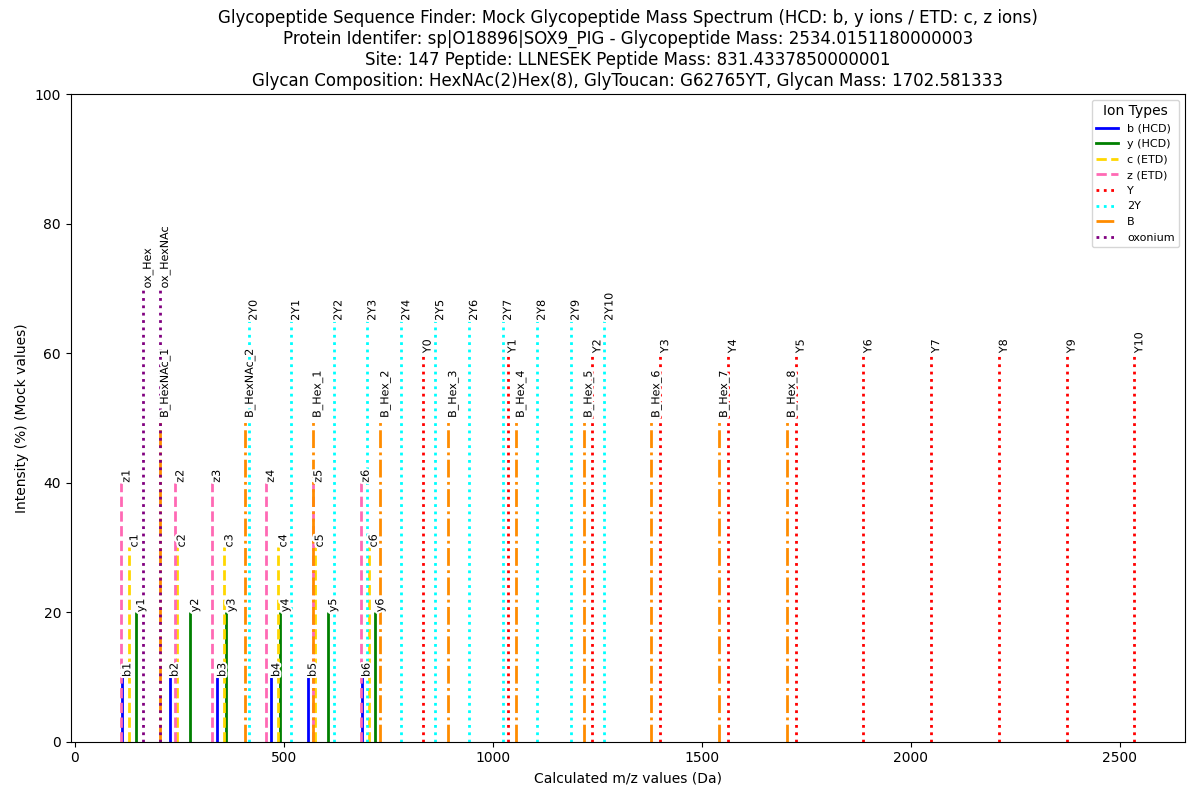 Glycopeptide Sequence Finder: Mock Glycopeptide Mass Spectrum (HCD: b, y ions / ETD: c, z ions)
Protein Identifer: sp|O18896|SOX9_PIG - Glycopeptide Mass: 2534.0151180000003
Site: 147 Peptide: LLNESEK Peptide Mass: 831.4337850000001
Glycan Composition: HexNAc(2)Hex(8), GlyToucan: G62765YT, Glycan Mass: 1702.581333
Intensity (%) (Mock values)
100
80
60
40
20
0
Ion Types
b (HCD)
y (HCD)
c (ETD)
z (ETD)
Y
2Y
B
oxonium
ox_Hex
ox_HexNAc
2Y0
2Y1
2Y2
2Y3
2Y4
2Y5
2Y6
2Y7
2Y8
2Y9
2Y10
Y0
Y1
Y2
Y3
Y4
Y5
Y6
Y7
Y8
Y9
Y10
B_HexNAc_1
B_HexNAc_2
B_Hex_1
B_Hex_2
B_Hex_3
B_Hex_4
B_Hex_5
B_Hex_6
B_Hex_7
B_Hex_8
z1
z2
z3
z4
z5
z6
c1
c2
c3
c4
c5
c6
y1
y2
y3
y4
y5
y6
b1
b2
b3
b4
b5
b6
0
500
1000
1500
2000
2500
Calculated m/z values (Da)